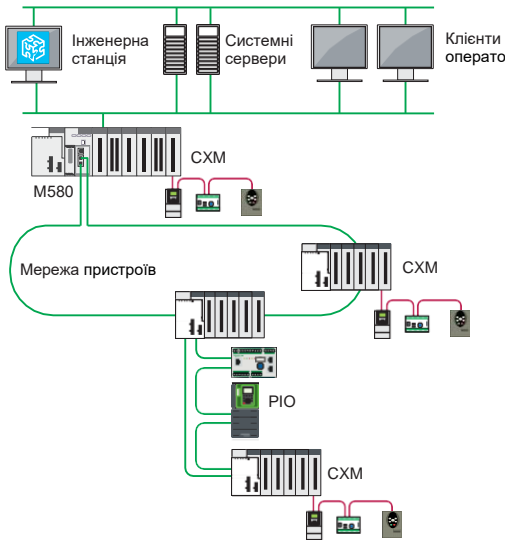 Інженерна
станція
Системні
сервери
Клієнти
операто
CXM
M580
Мережа пристроїв
CXM
PIO
CXM